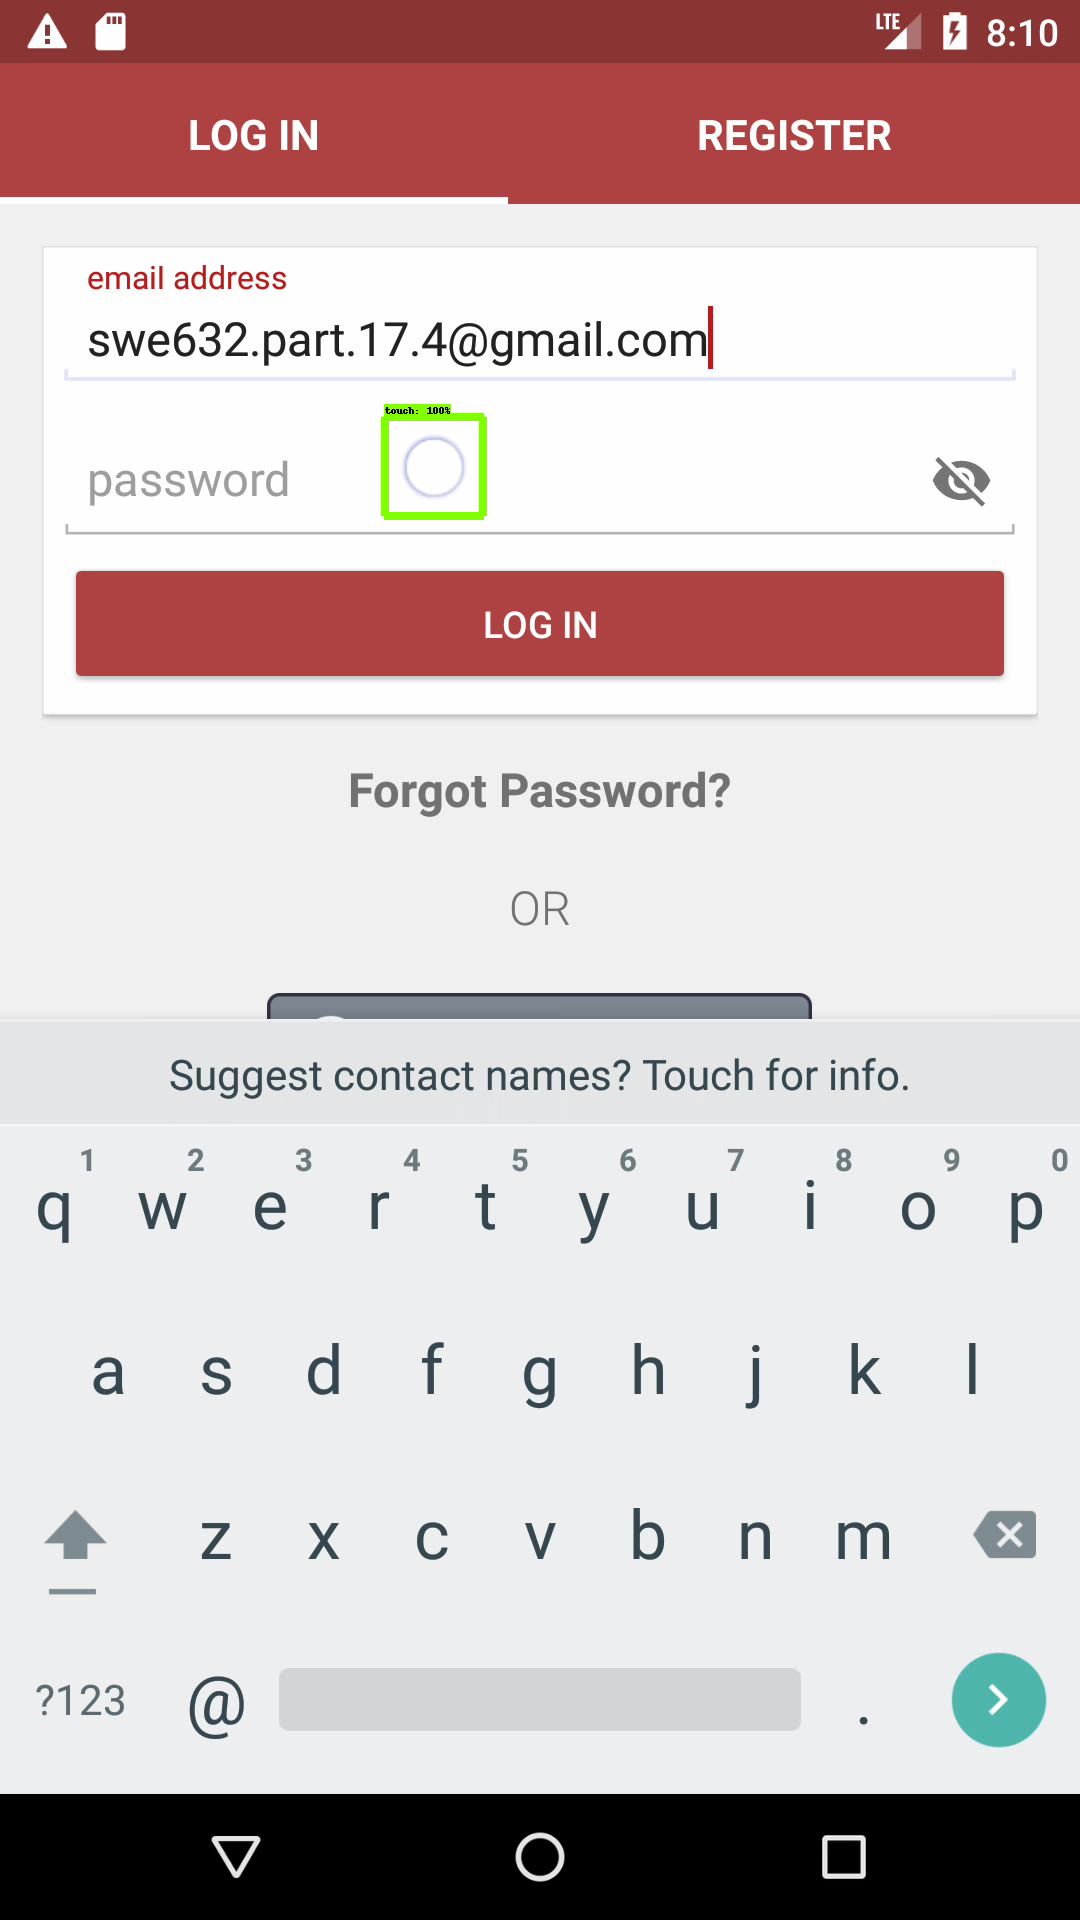 LTE 8:10
LOG IN REGISTER
email address
swe632.part.17.4@gmail.com
touch: 100%
password
LOG IN
Forgot Password?
OR
Suggest contact names? Touch for info.
1 2 3 4 5 6 7 8 9 0
q w e r t y u i o p
a s d f g h j k l
z x c v b n m
?123 @ .